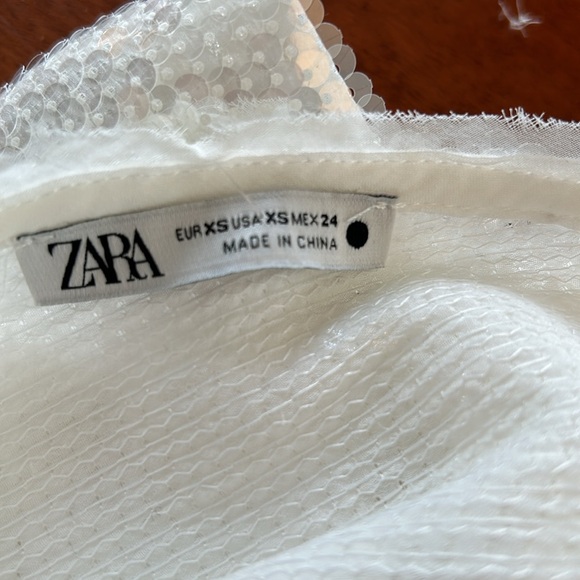 ZARA
EUR XS USA XS MEX 24
MADE IN CHINA